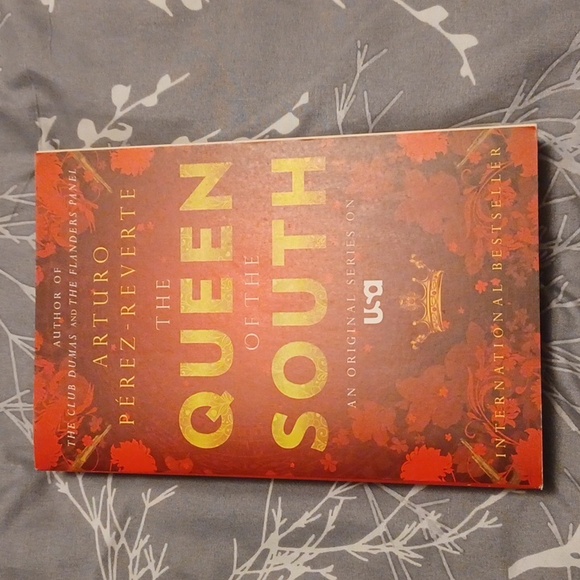 AUTHOR OF
THE CLUB DUMAS AND THE FLANDERS PANEL
ARTURO
PÉREZ-REVERTE
THE
QUEEN
OF THE
SOUTH
AN ORIGINAL SERIES ON
usa
INTERNATIONAL BESTSELLER